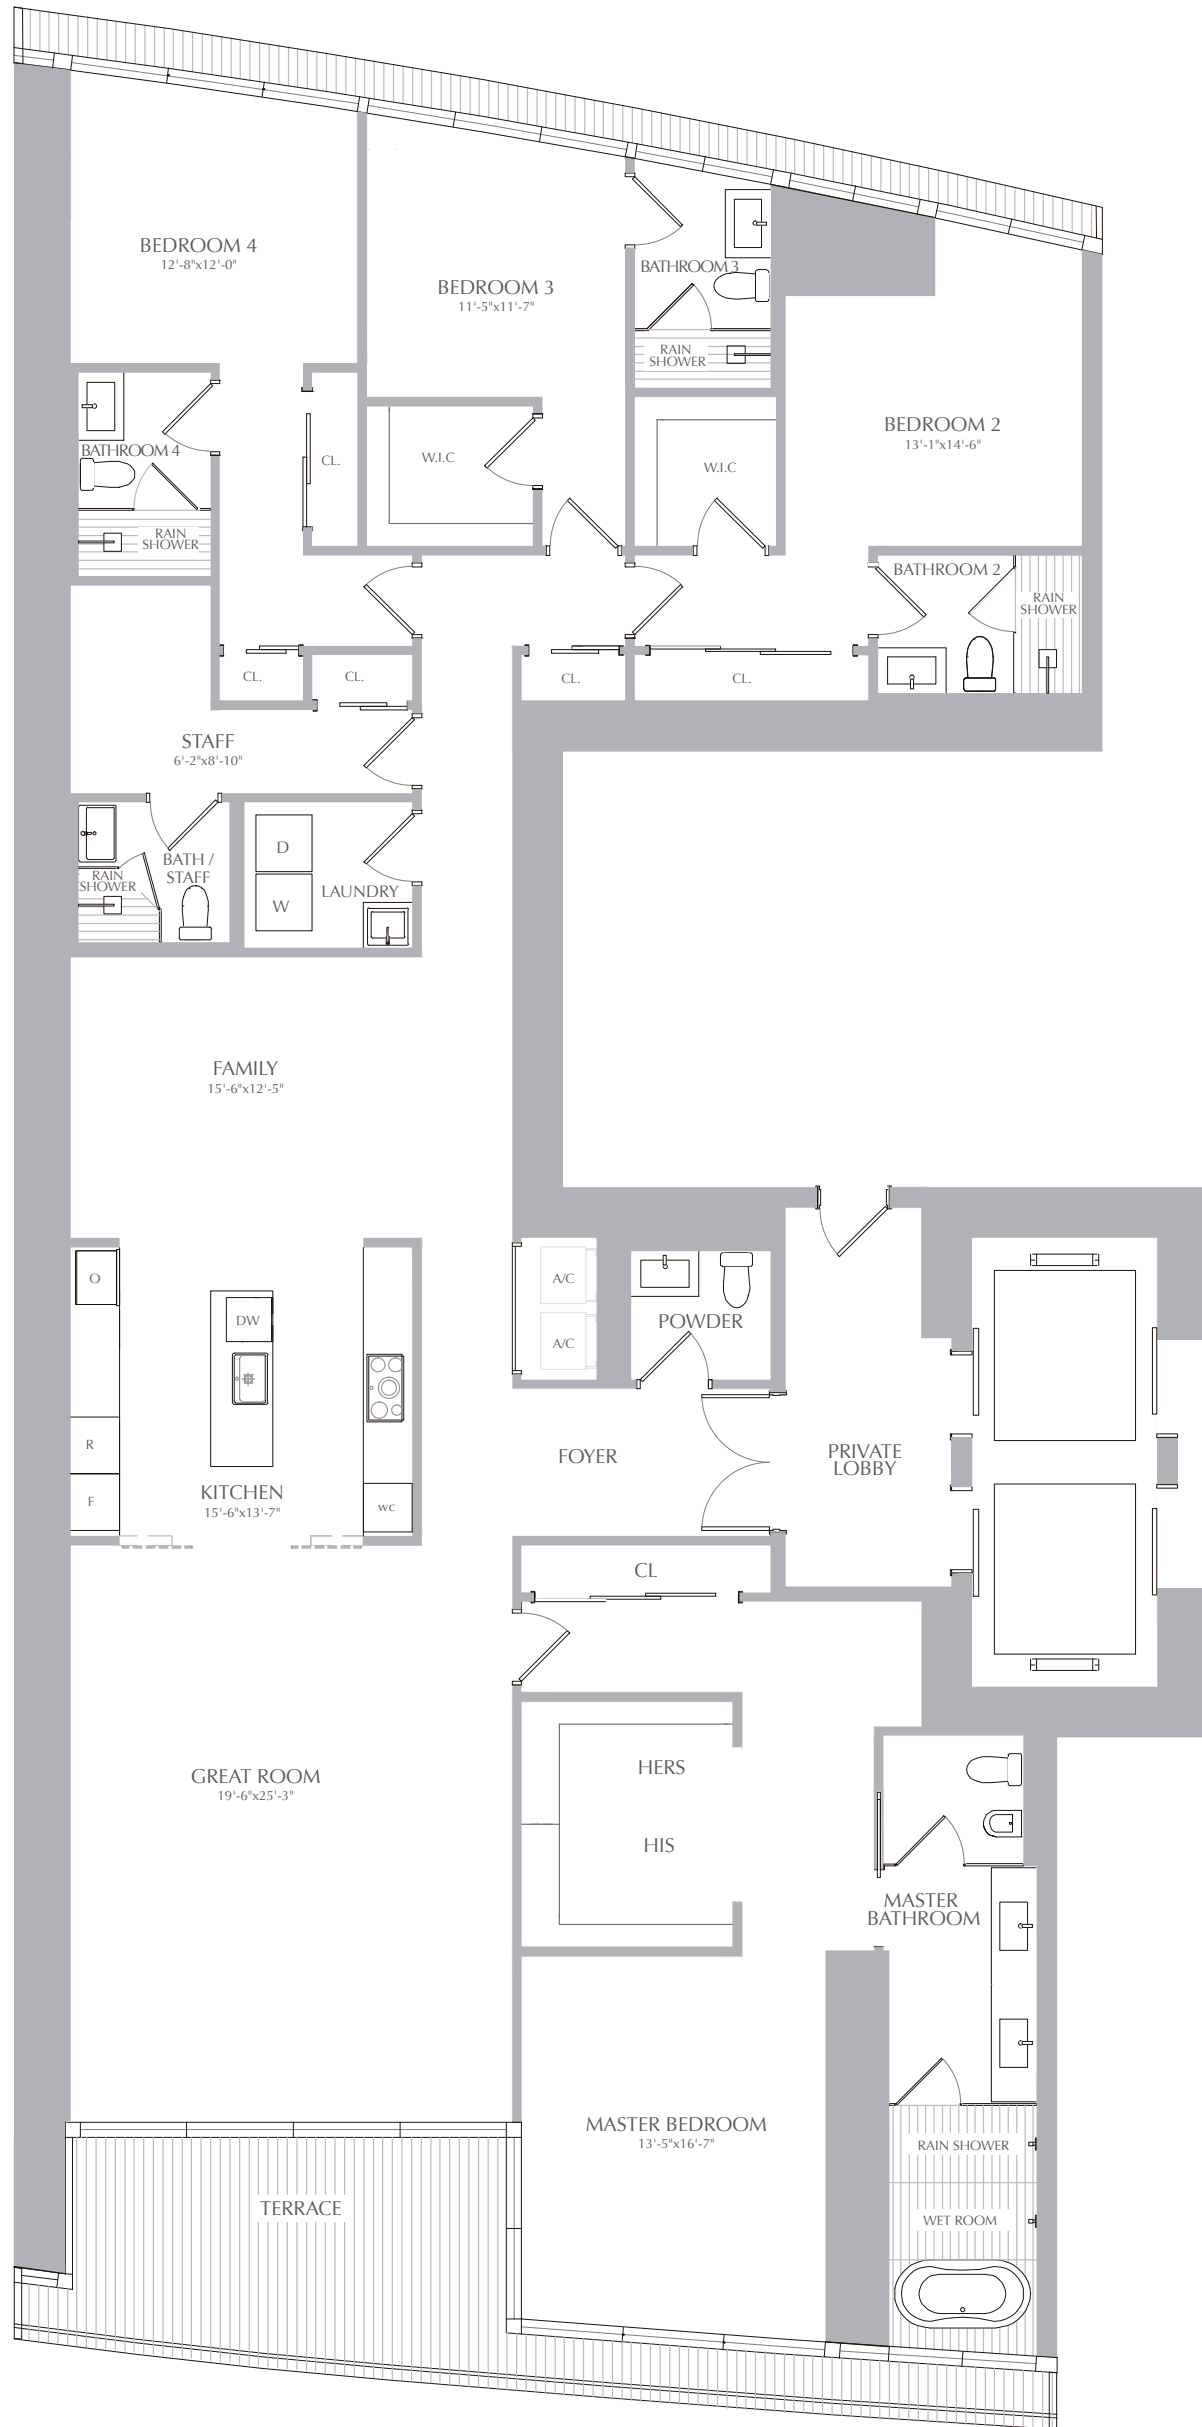 BEDROOM 4
12'-8"x12'-0"
BEDROOM 3
11'-5"x11'-7"
BATHROOM 3
RAIN
SHOWER
BEDROOM 2
13'-1"x14'-6"
BATHROOM 4
RAIN
SHOWER
CL.
W.I.C
W.I.C
BATHROOM 2
RAIN
SHOWER
CL.
CL.
CL.
CL.
STAFF
6'-2"x8'-10"
BATH /
STAFF
RAIN
SHOWER
D
W
LAUNDRY
FAMILY
15'-6"x12'-5"
O
DW
R
F
KITCHEN
15'-6"x13'-7"
wc
A/C
A/C
POWDER
FOYER
PRIVATE
LOBBY
CL
GREAT ROOM
19'-6"x25'-3"
HERS
HIS
MASTER
BATHROOM
MASTER BEDROOM
13'-5"x16'-7"
RAIN SHOWER
WET ROOM
TERRACE